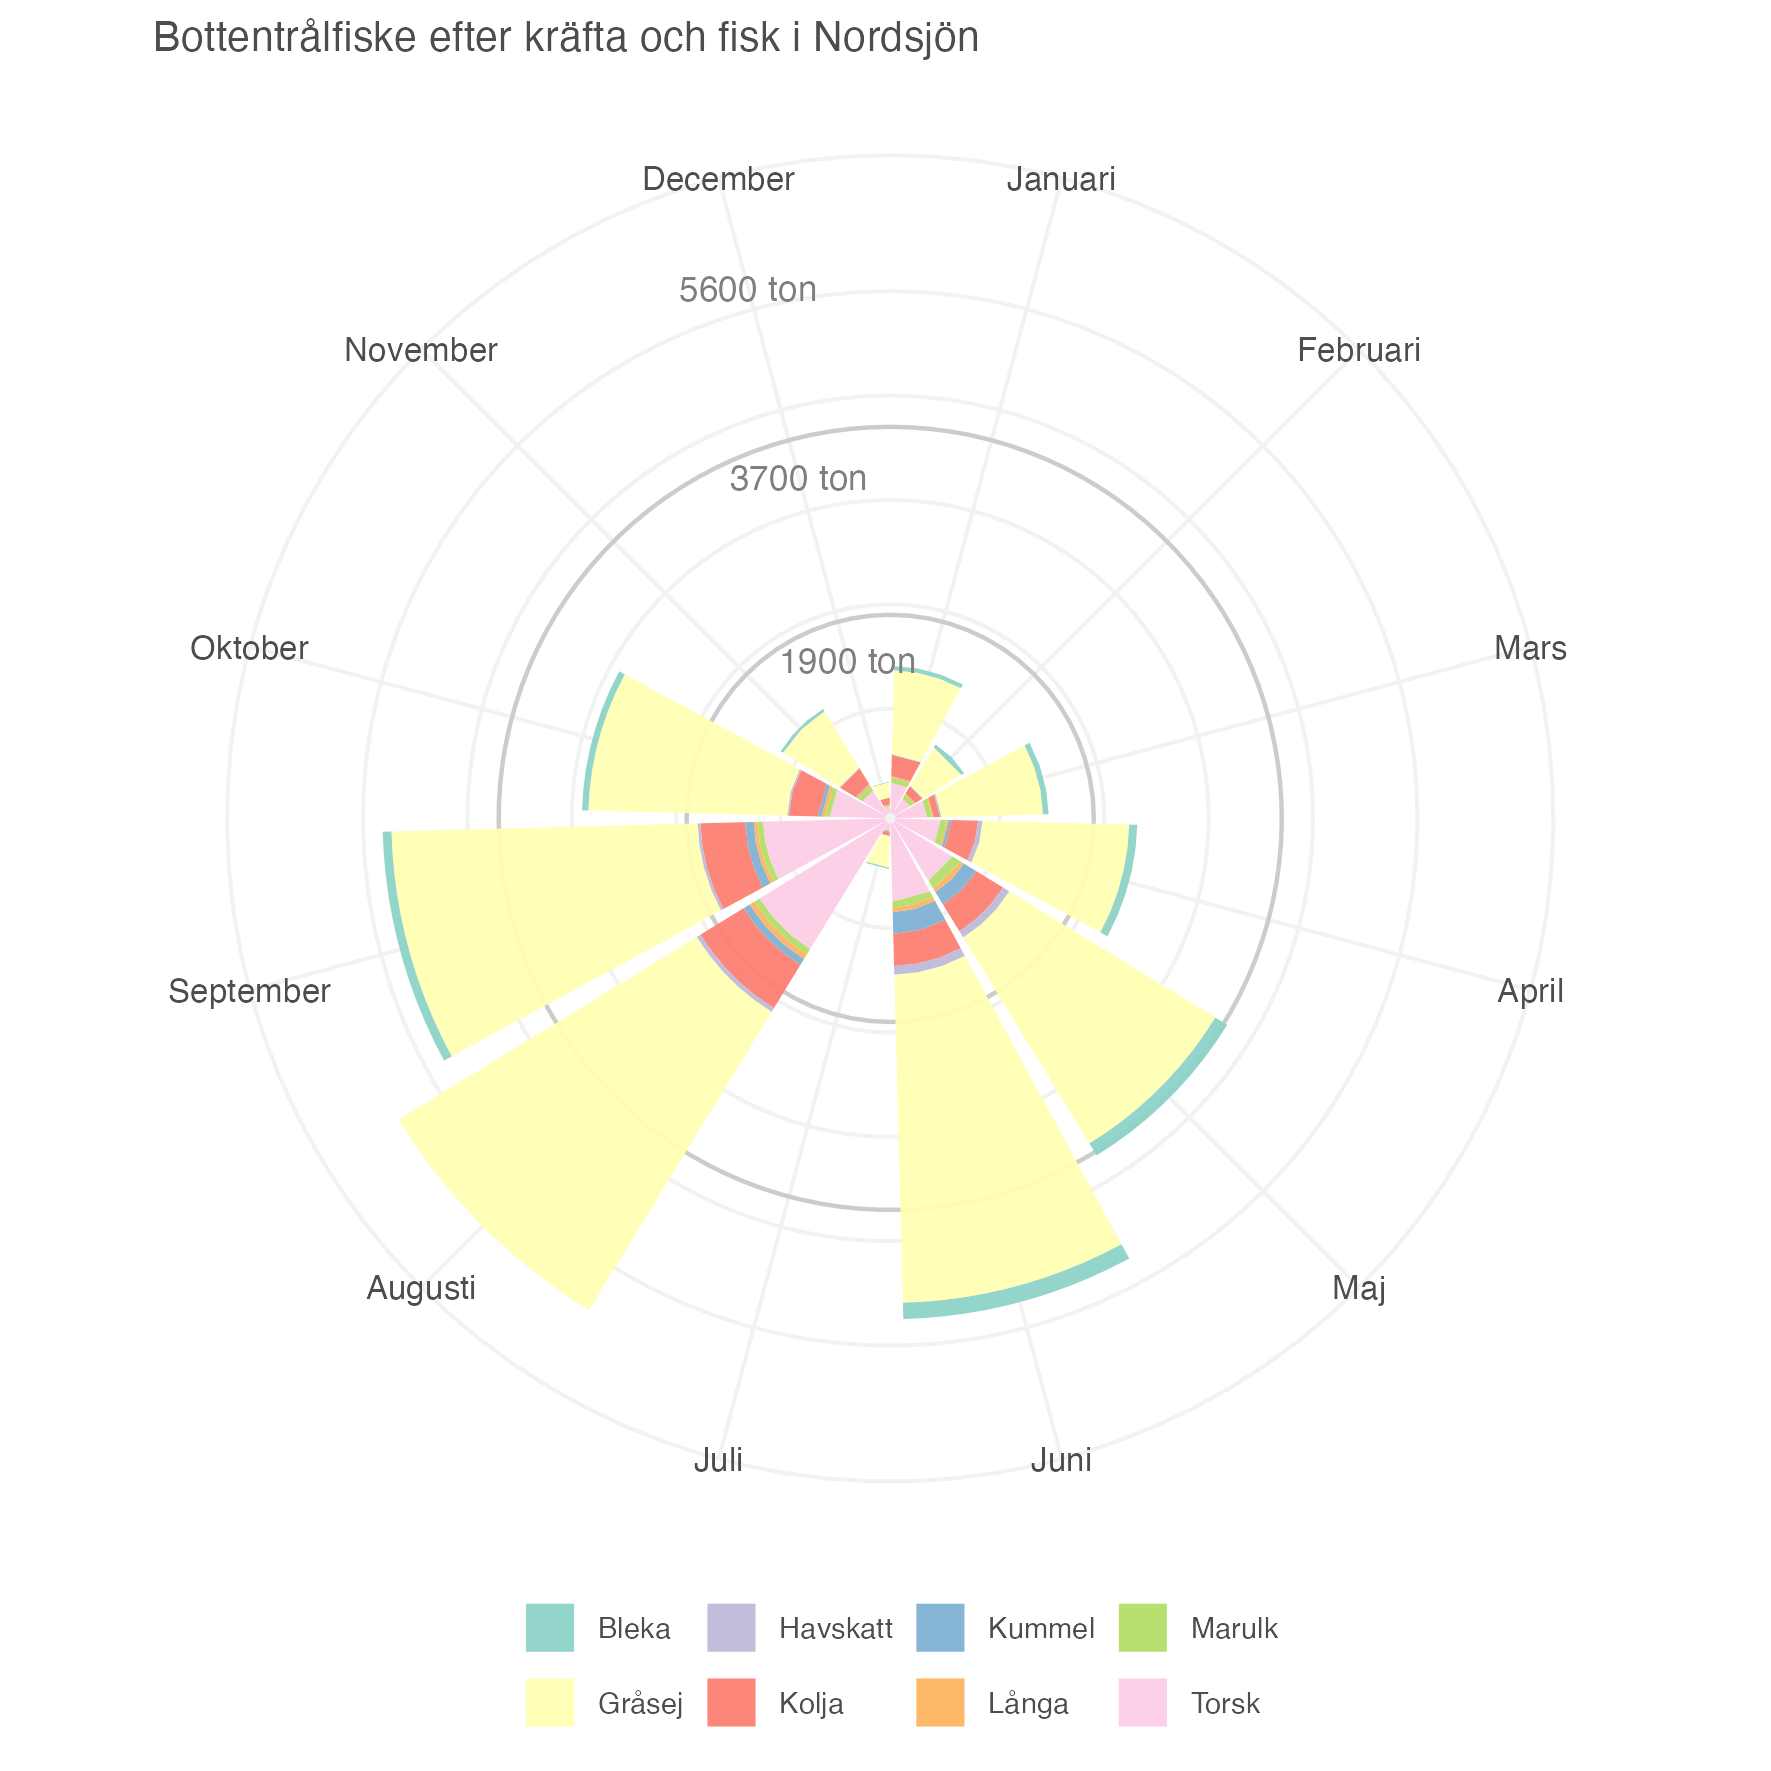 Bottentrålfiske efter kräfta och fisk i Nordsjön
December
Januari
5600 ton
November
Februari
3700 ton
Oktober
Mars
1900 ton
September
April
Augusti
Maj
Juli
Juni
Bleka
Havskatt
Kummel
Marulk
Gråsej
Kolja
Långa
Torsk